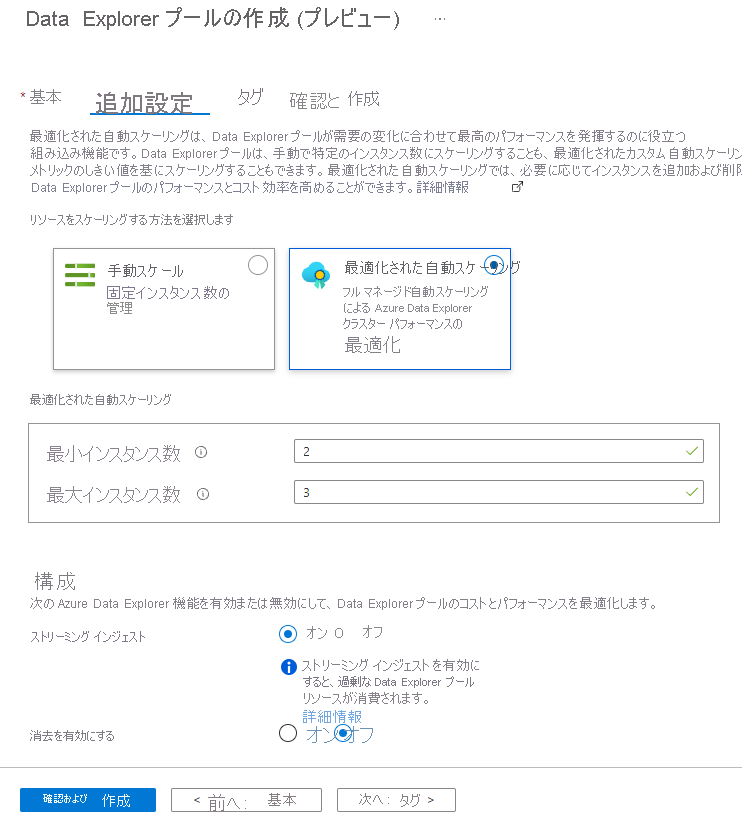 Data Explorer プールの作成 (プレビュー) ...
* 基本 追加設定 タグ 確認と 作成
最適化された自動スケーリングは、Data Explorer プールが需要の変化に合わせて最高のパフォーマンスを発揮するのに役立つ
組み込み機能です。Data Explorer プールは、手動で特定のインスタンス数にスケーリングすることも、最適化されたカスタム自動スケーリン
メトリックのしきい値を基にスケーリングすることもできます。最適化された自動スケーリングでは、必要に応じてインスタンスを追加および削
Data Explorer プールのパフォーマンスとコスト効率を高めることができます。詳細情報
リソースをスケーリングする方法を選択します
手動スケール
固定インスタンス数の
管理
最適化された自動スケーリング
フル マネージド自動スケーリング
による Azure Data Explorer
クラスター パフォーマンスの
最適化
最適化された自動スケーリング
最小インスタンス数 2
最大インスタンス数 3
構成
次の Azure Data Explorer 機能を有効または無効にして、Data Explorer プールのコストとパフォーマンスを最適化します。
ストリーミング インジェスト オン O オフ
ストリーミング インジェストを有効に
すると、過剰な Data Explorer プール
リソースが消費されます。
詳細情報
消去を有効にする オン オフ
確認および 作成 < 前へ: 基本 次へ: タグ >